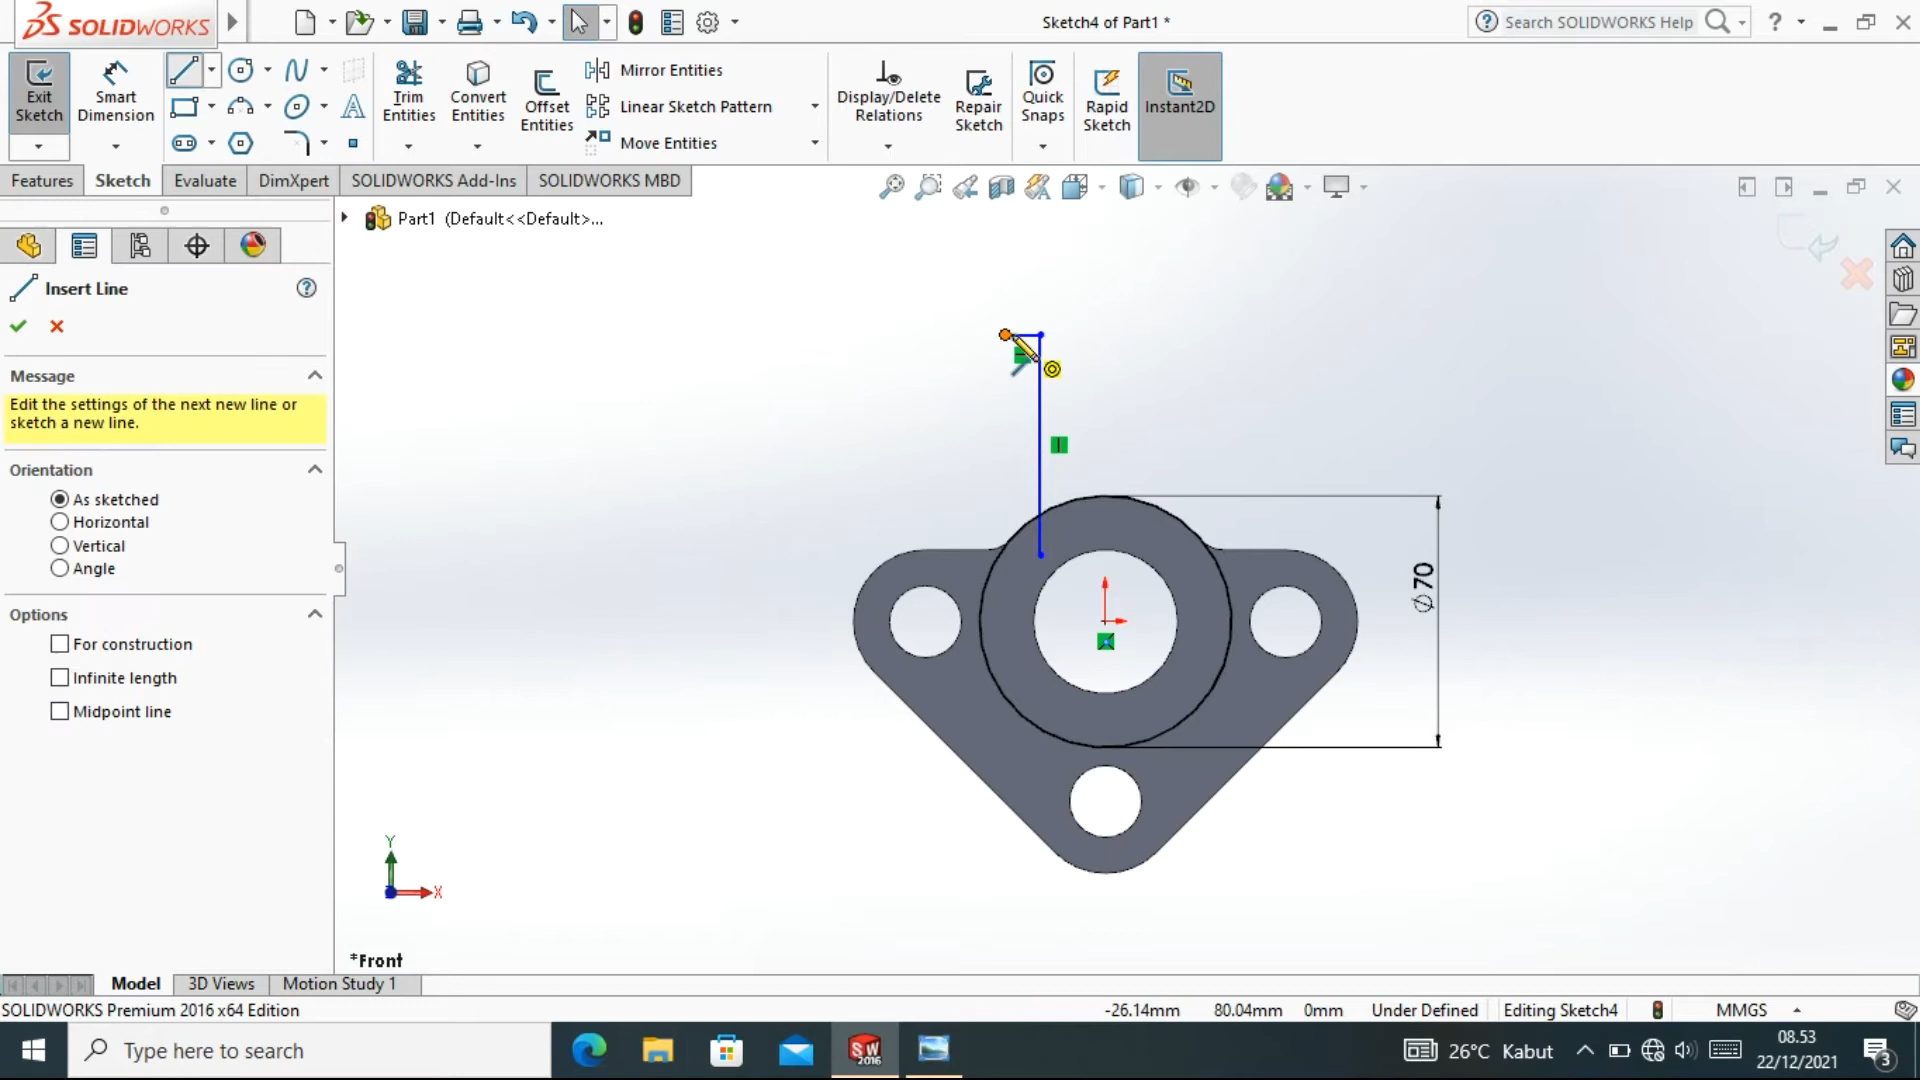 SOLIDWORKS
Sketch4 of Part1 *
Search SOLIDWORKS Help
Exit Sketch
Smart Dimension
Trim Entities
Convert Entities
Offset Entities
Mirror Entities
Linear Sketch Pattern
Move Entities
Display/Delete Relations
Repair Sketch
Quick Snaps
Rapid Sketch
Instant2D
Features
Sketch
Evaluate
DimXpert
SOLIDWORKS Add-Ins
SOLIDWORKS MBD
Part1 (Default<<Default>...
Insert Line
Message
Edit the settings of the next new line or
sketch a new line.
Orientation
As sketched
Horizontal
Vertical
Angle
Options
For construction
Infinite length
Midpoint line
∅70
Y
X
*Front
Model
3D Views
Motion Study 1
SOLIDWORKS Premium 2016 x64 Edition
-26.14mm
80.04mm
0mm
Under Defined
Editing Sketch4
MMGS
Type here to search
SW 2016
26°C Kabut
08.53
22/12/2021
3